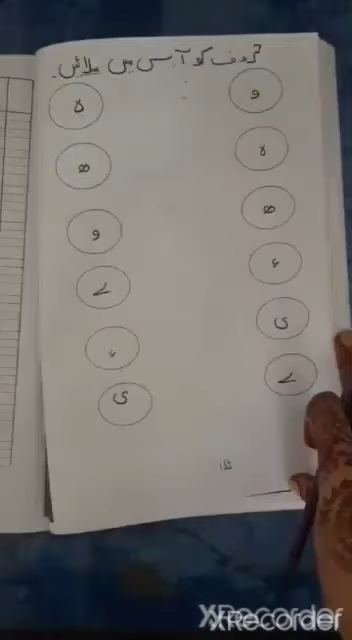 حروف کو آپس میں ملائیں۔
و ہ
ہ ھ
ھ و
ء ے
ی ء
ے ی
XRecorder